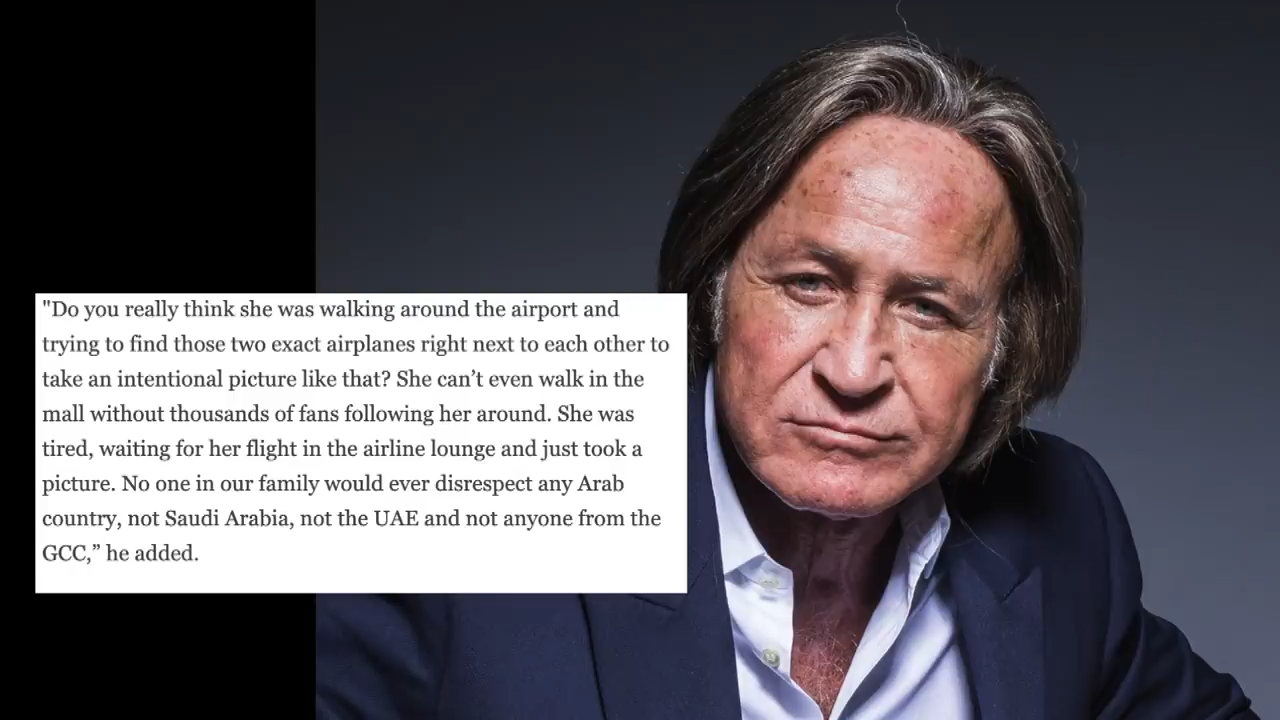 "Do you really think she was walking around the airport and
trying to find those two exact airplanes right next to each other to
take an intentional picture like that? She can’t even walk in the
mall without thousands of fans following her around. She was
tired, waiting for her flight in the airline lounge and just took a
picture. No one in our family would ever disrespect any Arab
country, not Saudi Arabia, not the UAE and not anyone from the
GCC,” he added.